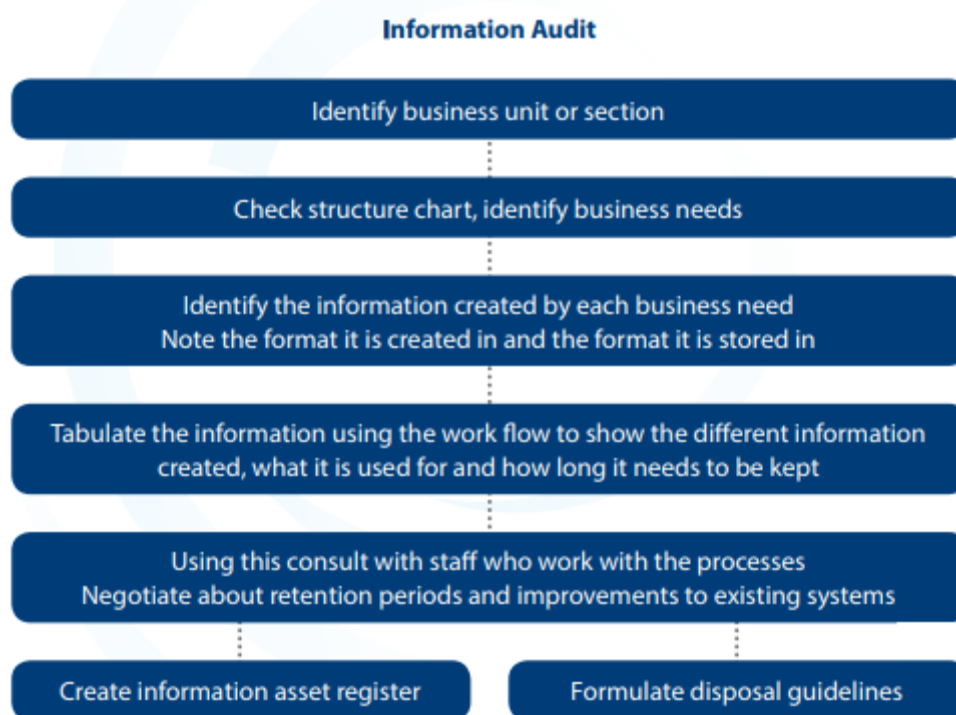 Information Audit
Identify business unit or section
Check structure chart, identify business needs
Identify the information created by each business need
Note the format it is created in and the format it is stored in
Tabulate the information using the work flow to show the different information
created, what it is used for and how long it needs to be kept
Using this consult with staff who work with the processes
Negotiate about retention periods and improvements to existing systems
Create information asset register
Formulate disposal guidelines